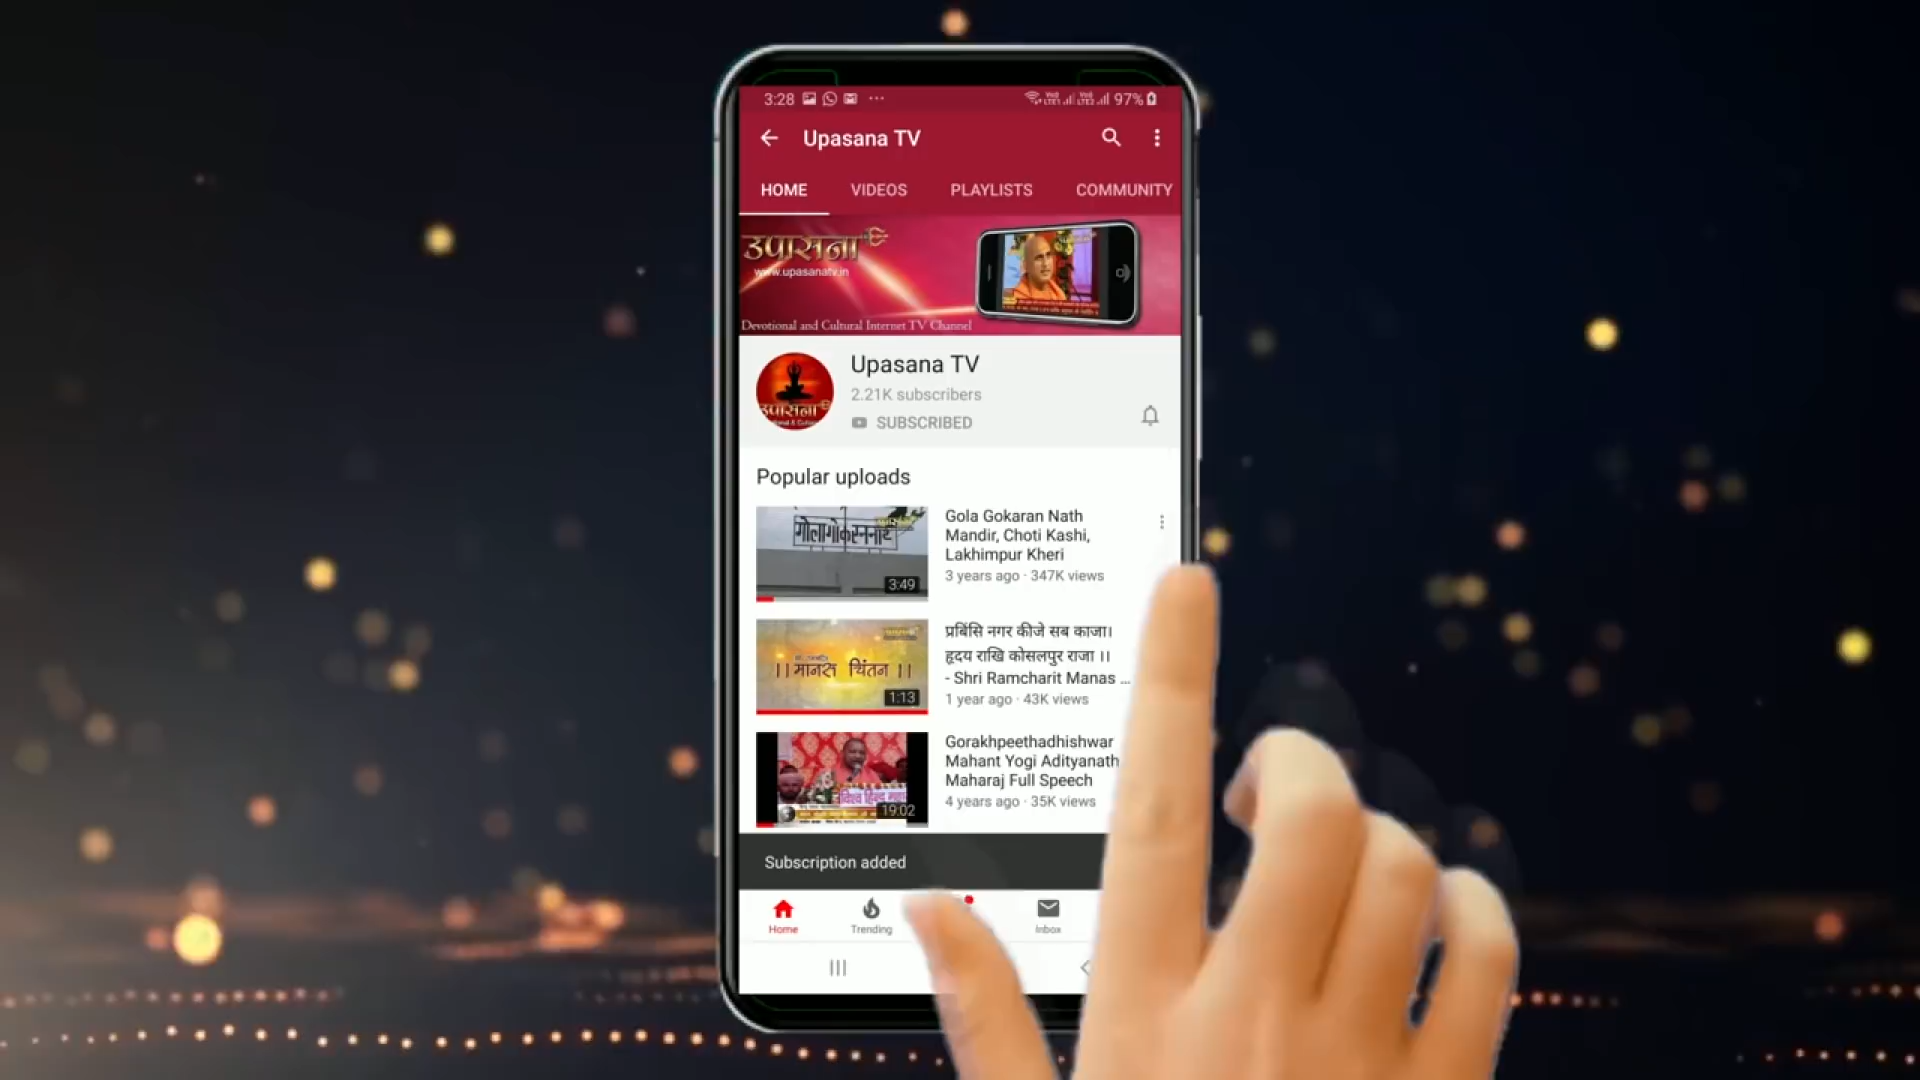 3:28
97%
Upasana TV
HOME VIDEOS PLAYLISTS COMMUNITY
उपासना
www.upasanatv.in
Devotional and Cultural Internet TV Channel
Upasana TV
2.21K subscribers
SUBSCRIBED
उपासना
Popular uploads
गोलागोकरननाथ
3:49
Gola Gokaran Nath
Mandir, Choti Kashi,
Lakhimpur Kheri
3 years ago · 347K views
।।मानस चिंतन।।
1:13
प्रबिसि नगर कीजे सब काजा।
हृदय राखि कोसलपुर राजा ।।
- Shri Ramcharit Manas ...
1 year ago · 43K views
19:02
Gorakhpeethadhishwar
Mahant Yogi Adityanath
Maharaj Full Speech
4 years ago · 35K views
Subscription added
Home Trending Inbox